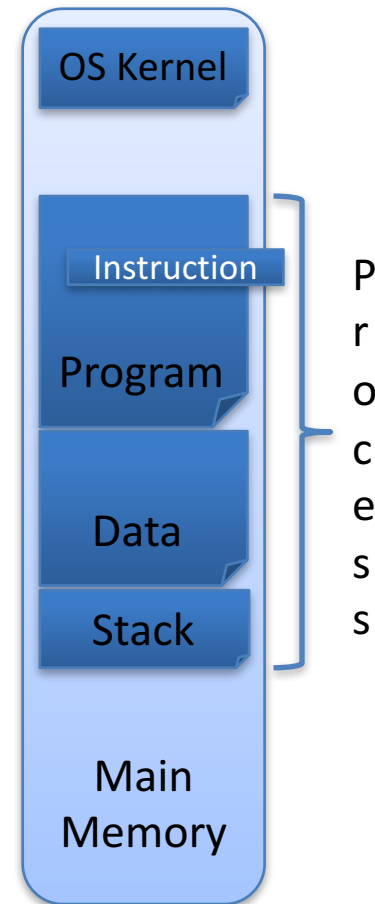 OS Kernel
Instruction
Program
Data
Stack
Main
Memory
P
r
o
c
e
s
s